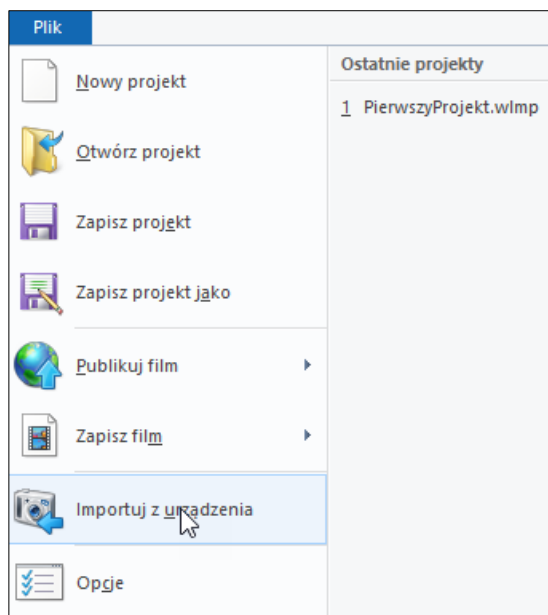 Plik
Nowy projekt
Otwórz projekt
Zapisz projekt
Zapisz projekt jako
Publikuj film
Zapisz film
Importuj z urządzenia
Opcje
Ostatnie projekty
1 PierwszyProjekt.wlmp